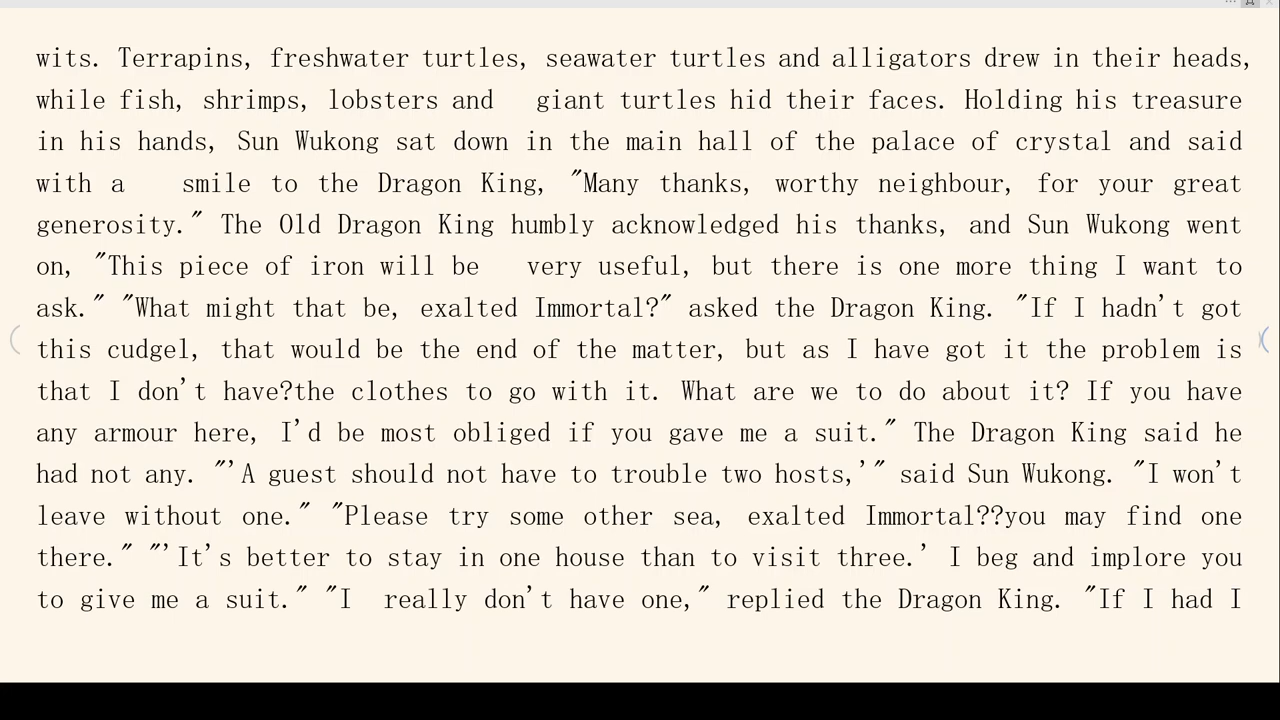 wits. Terrapins, freshwater turtles, seawater turtles and alligators drew in their heads,
while fish, shrimps, lobsters and giant turtles hid their faces. Holding his treasure
in his hands, Sun Wukong sat down in the main hall of the palace of crystal and said
with a smile to the Dragon King, "Many thanks, worthy neighbour, for your great
generosity." The Old Dragon King humbly acknowledged his thanks, and Sun Wukong went
on, "This piece of iron will be very useful, but there is one more thing I want to
ask." "What might that be, exalted Immortal?" asked the Dragon King. "If I hadn't got
this cudgel, that would be the end of the matter, but as I have got it the problem is
that I don't have?the clothes to go with it. What are we to do about it? If you have
any armour here, I'd be most obliged if you gave me a suit." The Dragon King said he
had not any. "'A guest should not have to trouble two hosts,'" said Sun Wukong. "I won't
leave without one." "Please try some other sea, exalted Immortal??you may find one
there." "'It's better to stay in one house than to visit three.' I beg and implore you
to give me a suit." "I really don't have one," replied the Dragon King. "If I had I